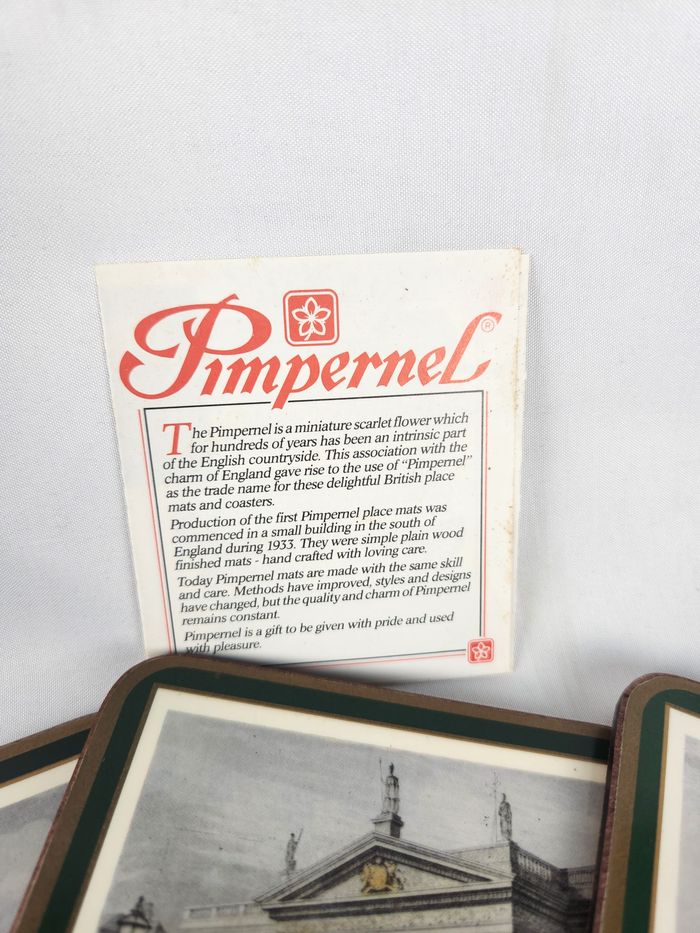 Pimpernel ®
The Pimpernel is a miniature scarlet flower which
for hundreds of years has been an intrinsic part
of the English countryside. This association with the
charm of England gave rise to the use of “Pimpernel”
as the trade name for these delightful British place
mats and coasters.
Production of the first Pimpernel place mats was
commenced in a small building in the south of
England during 1933. They were simple plain wood
finished mats - hand crafted with loving care.
Today Pimpernel mats are made with the same skill
and care. Methods have improved, styles and designs
have changed, but the quality and charm of Pimpernel
remains constant.
Pimpernel is a gift to be given with pride and used
with pleasure.